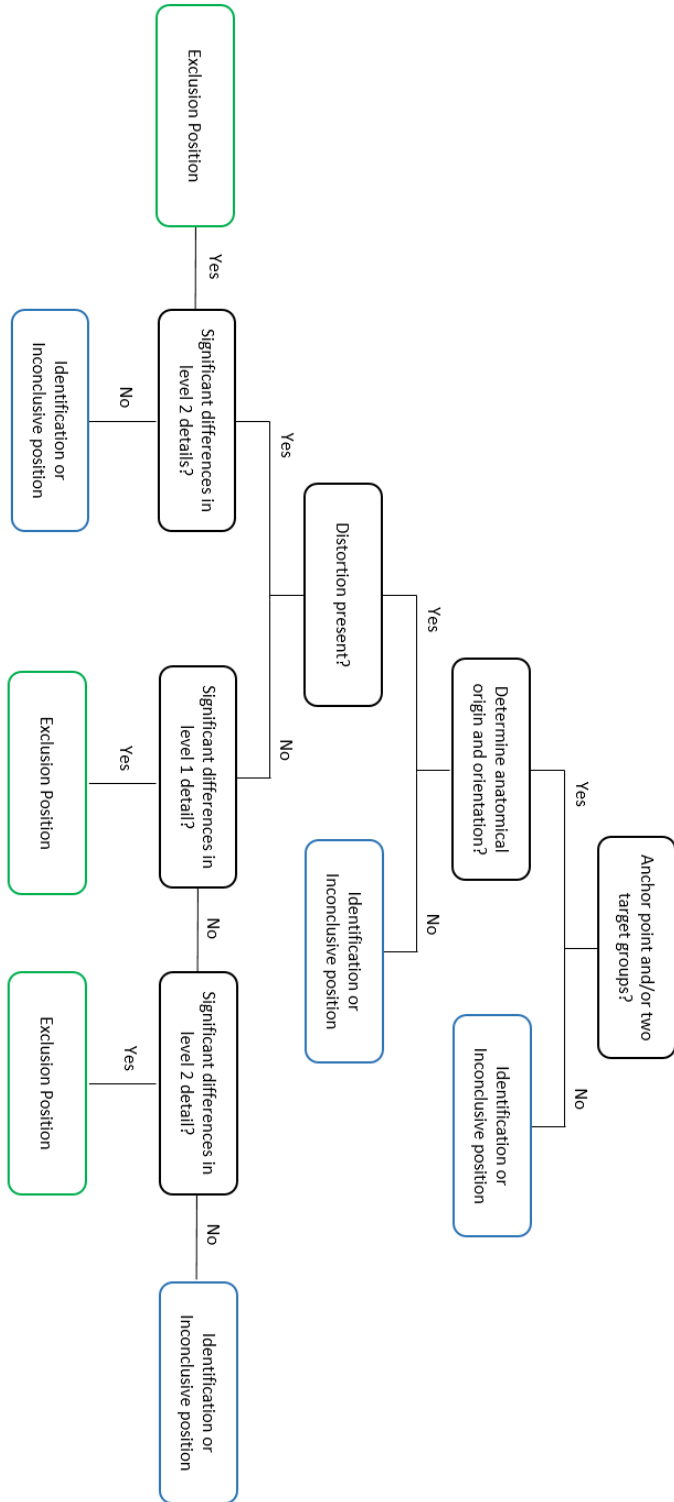 Anchor point and/or two
target groups?
Yes
No
Determine anatomical
origin and orientation?
Identification or
Inconclusive position
Yes
No
Distortion present?
Identification or
Inconclusive position
Yes
No
Exclusion Position
Yes
Significant differences in
level 2 details?
Significant differences in
level 1 detail?
No
Significant differences in
level 2 detail?
No
Identification or
Inconclusive position
No
Yes
Yes
Identification or
Inconclusive position
Exclusion Position
Exclusion Position